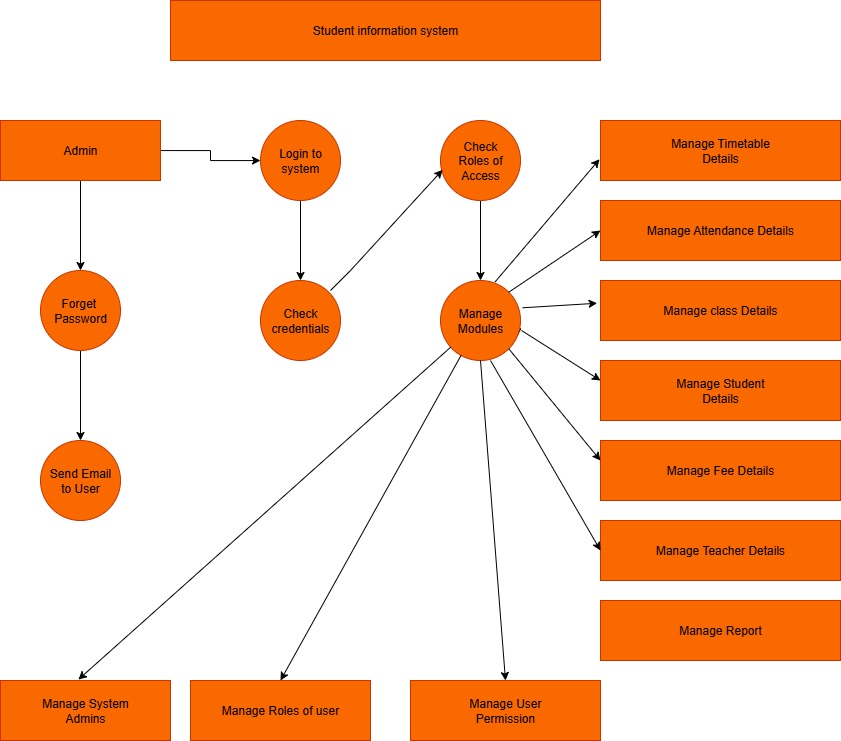 Student information system
Admin
Login to
system
Check
Roles of
Access
Manage Timetable
Details
Manage Attendance Details
Forget
Password
Check
credentials
Manage
Modules
Manage class Details
Manage Student
Details
Send Email
to User
Manage Fee Details
Manage Teacher Details
Manage Report
Manage System
Admins
Manage Roles of user
Manage User
Permission